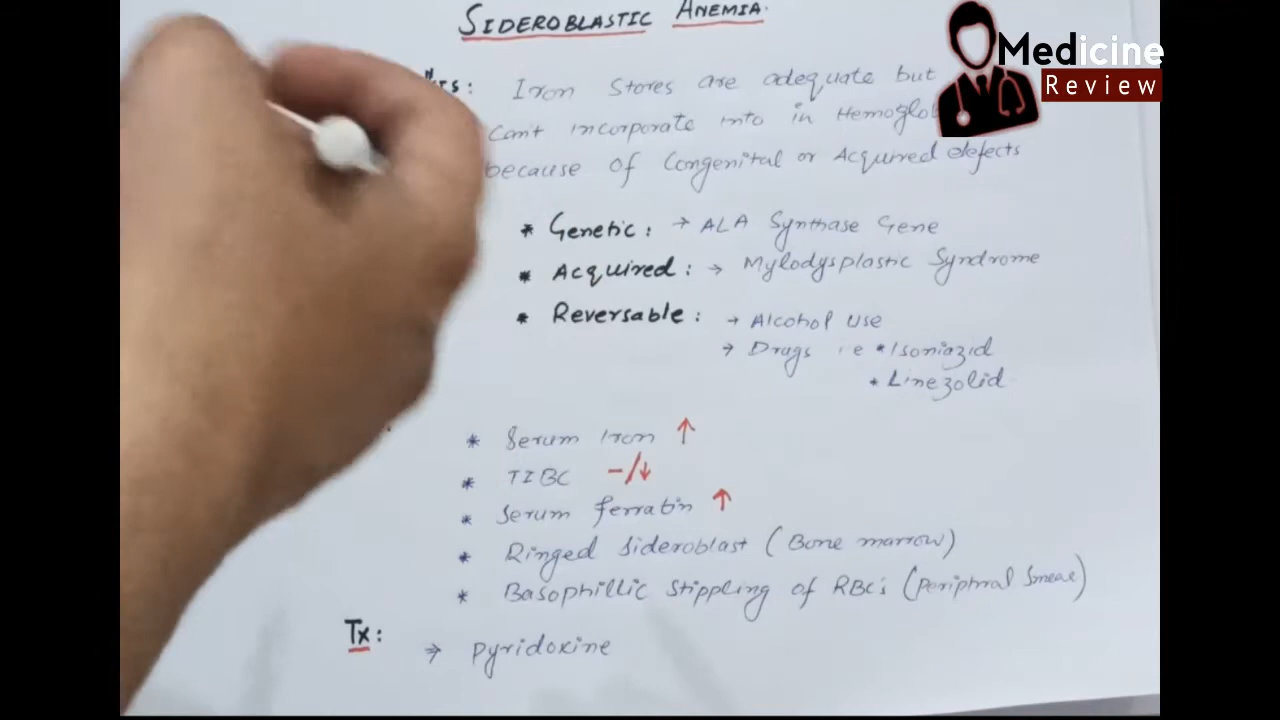 SIDEROBLASTIC ANEMIA.
Medicine
Review
Iron Stores are adequate but
Can't incorporate into in Hemoglob
because of Congenital or Acquired defects
* Genetic: → ALA Synthase Gene
* Acquired: → Mylodysplastic Syndrome
* Reversable: → Alcohol Use
→ Drugs i.e * Isoniazid
* Linezolid
* Serum Iron ↑
* TIBC -/↓
* Serum ferratin ↑
* Ringed sideroblast (Bone marrow)
* Basophillic Stippling of RBC's (Periphral Smear)
Tx:
→ Pyridoxine